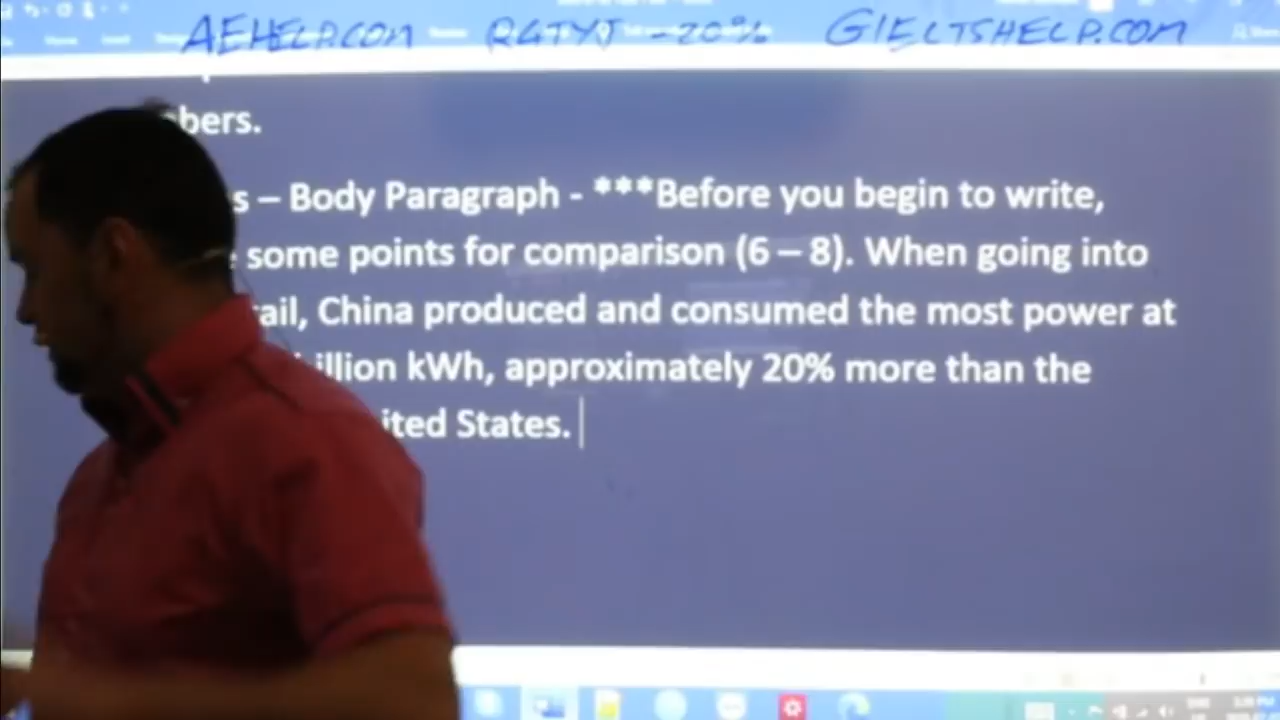 AEHELP.COM R4TYJ -20% GIELTSHELP.COM
bers.
s – Body Paragraph - ***Before you begin to write,
some points for comparison (6 – 8). When going into
ail, China produced and consumed the most power at
illion kWh, approximately 20% more than the
ited States.